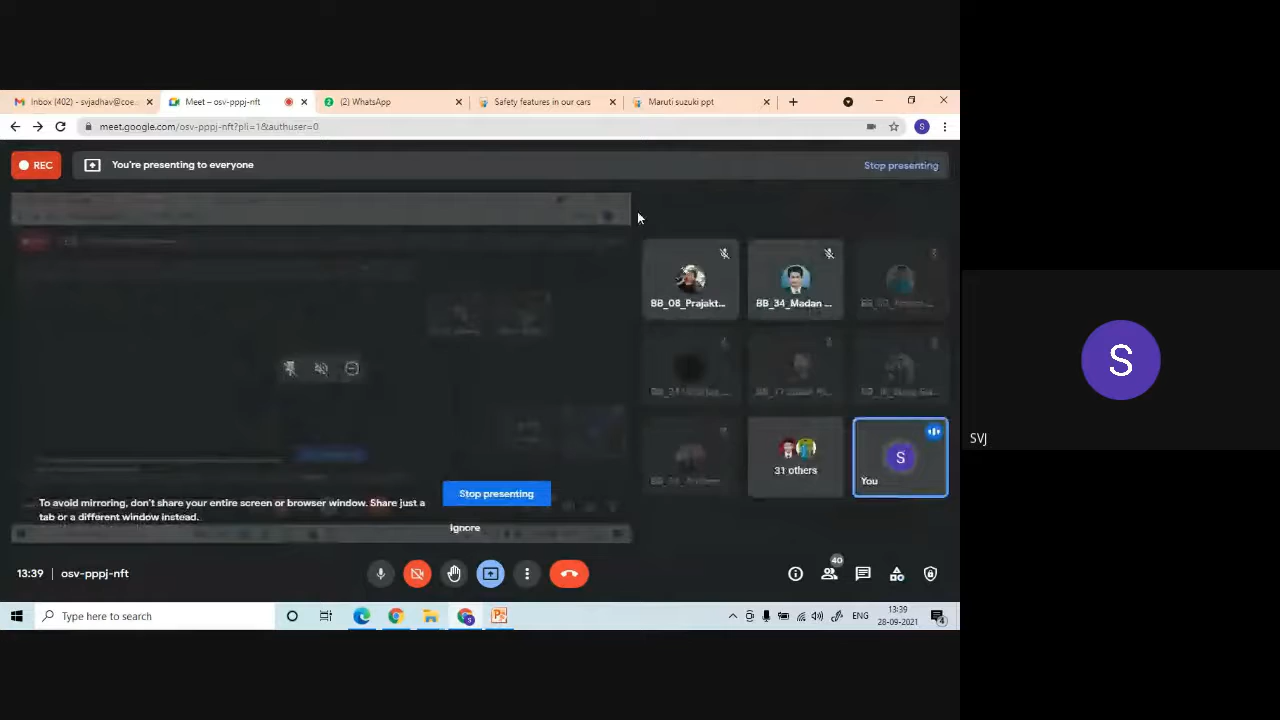 Inbox (402) - svjadhav@coe
Meet – osv-pppj-nft
(2) WhatsApp
Safety features in our cars
Maruti suzuki ppt
meet.google.com/osv-pppj-nft?pli=1&authuser=0
S
REC
You're presenting to everyone
Stop presenting
BB_08_Prajakt...
BB_34_Madan ...
31 others
S
You
To avoid mirroring, don't share your entire screen or browser window. Share just a
tab or a different window instead.
Stop presenting
Ignore
13:39 | osv-pppj-nft
40
Type here to search
ENG
13:39
28-09-2021
4
S
SVJ